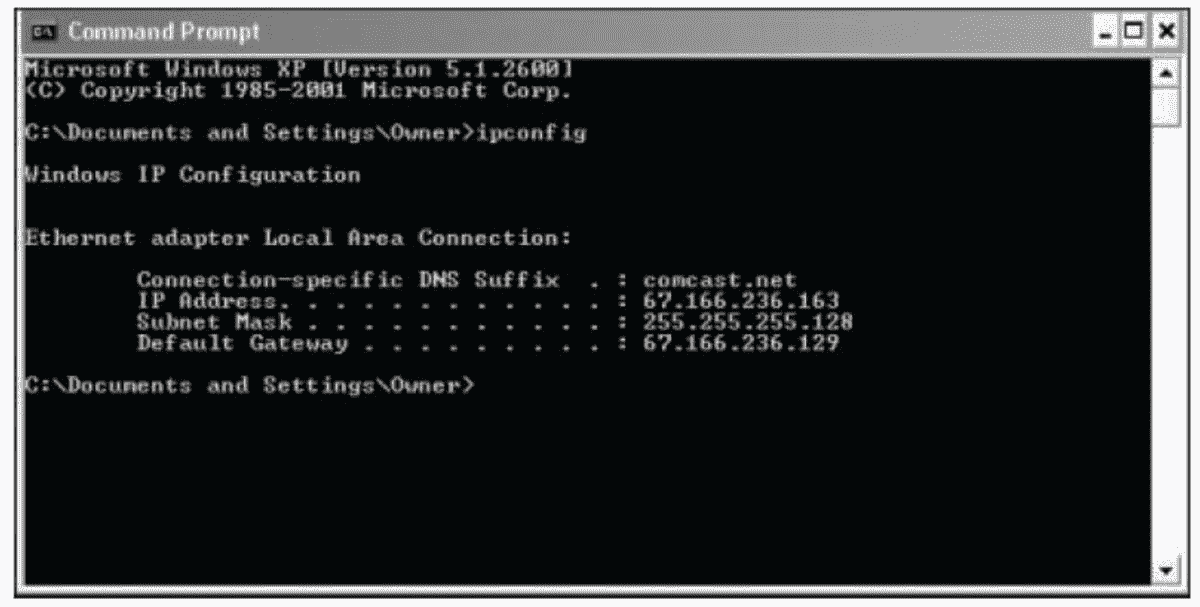 Command Prompt
Microsoft Windows XP [Version 5.1.2600]
(C) Copyright 1985-2001 Microsoft Corp.
C:\Documents and Settings\Owner>ipconfig
Windows IP Configuration
Ethernet adapter Local Area Connection:
Connection-specific DNS Suffix . : comcast.net
IP Address. . . . . . . . . . . . : 67.166.236.163
Subnet Mask . . . . . . . . . . . : 255.255.255.128
Default Gateway . . . . . . . . . : 67.166.236.129
C:\Documents and Settings\Owner>